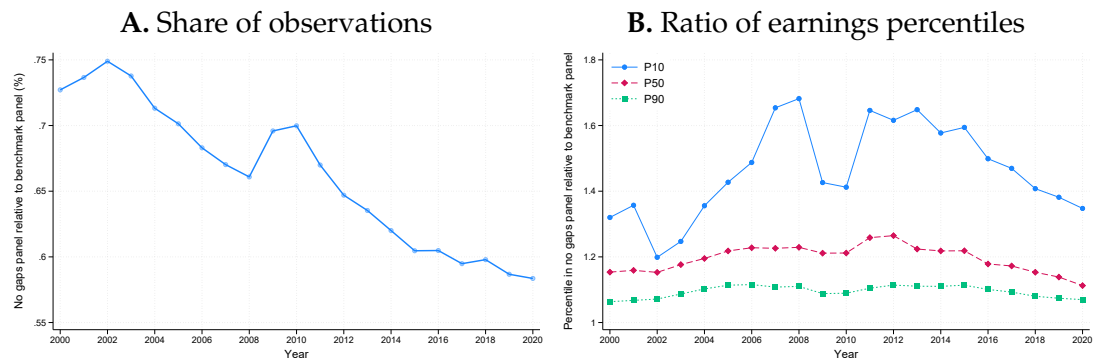 A. Share of observations
No gaps panel relative to benchmark panel (%)
.75
.7
.65
.6
.55
2000 2002 2004 2006 2008 2010 2012 2014 2016 2018 2020
Year
B. Ratio of earnings percentiles
Percentile in no gaps panel relative to benchmark panel
1.8
1.6
1.4
1.2
1
P10
P50
P90
2000 2002 2004 2006 2008 2010 2012 2014 2016 2018 2020
Year